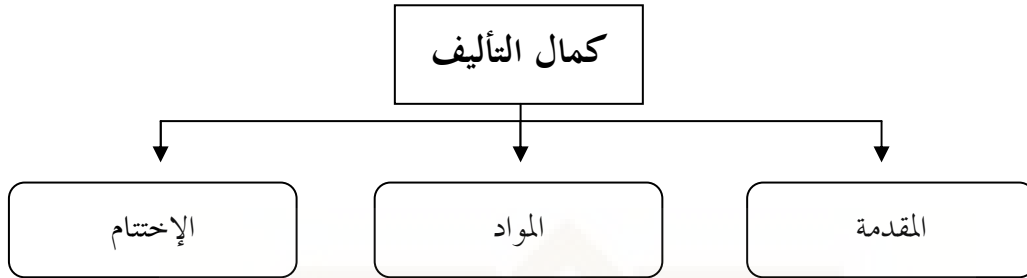 كمال التأليف
المقدمة
المواد
الإختتام